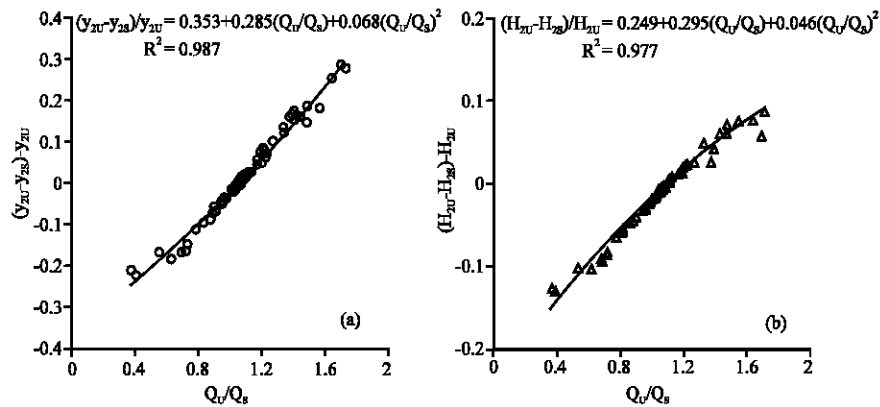 (y₂U-y₂S)/y₂U = 0.353+0.285(QU/QS)+0.068(QU/QS)²
R² = 0.987
0.4
0.3
0.2
0.1
0
-0.1
-0.2
-0.3
-0.4
(y₂U-y₂S)-y₂U
(a)
0 0.4 0.8 1.2 1.6 2
QU/QS
(H₂U-H₂S)/H₂U = 0.249+0.295(QU/QS)+0.046(QU/QS)²
R² = 0.977
0.2
0.1
0
-0.1
-0.2
(H₂U-H₂S)-H₂U
(b)
0 0.4 0.8 1.2 1.6 2
QU/QS